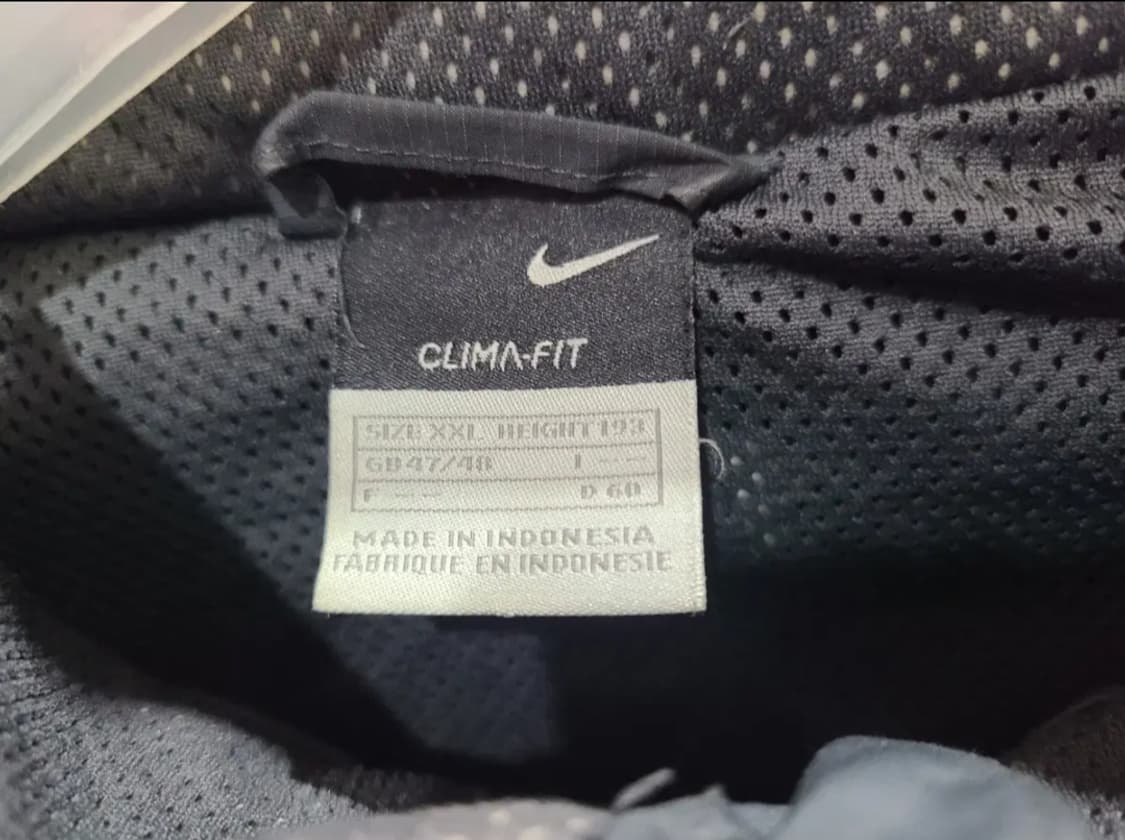 CLIMA-FIT
SIZE XXL HEIGHT 193
GB 47/48 I -- --
F -- -- D 60
MADE IN INDONESIA
FABRIQUE EN INDONESIE